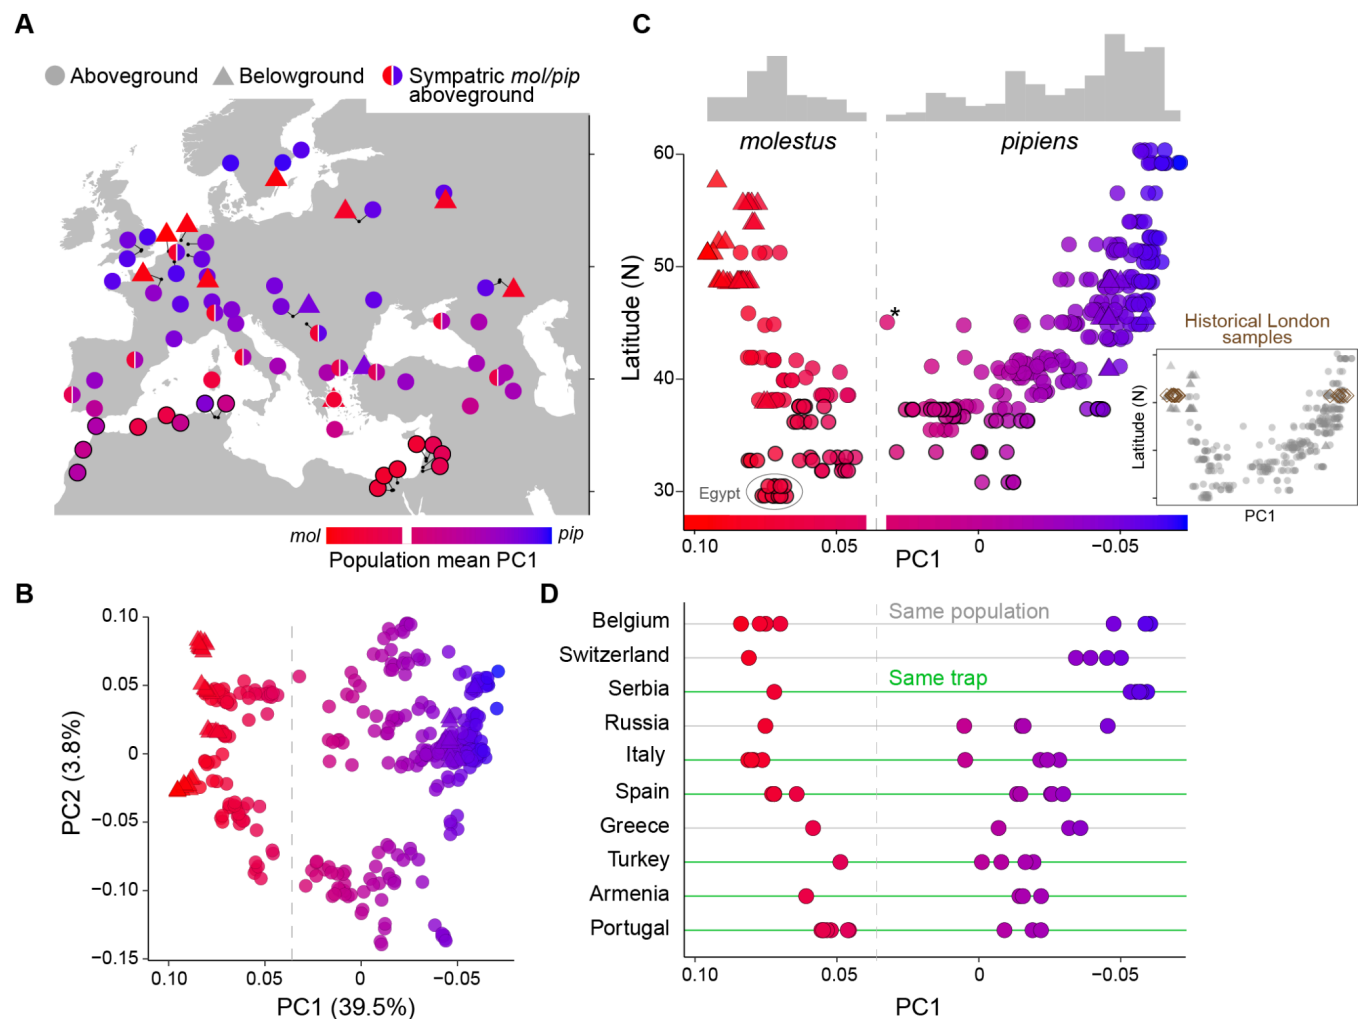 A
Aboveground
Belowground
Sympatric mol/pip
aboveground
mol
pip
Population mean PC1
B
PC2 (3.8%)
0.10
0.05
0
−0.05
−0.10
−0.15
0.10
0.05
0
−0.05
PC1 (39.5%)
C
molestus
pipiens
Latitude (N)
60
50
40
30
*
Egypt
0.10
0.05
0
−0.05
PC1
Historical London
samples
Latitude (N)
PC1
D
Belgium
Same population
Switzerland
Serbia
Same trap
Russia
Italy
Spain
Greece
Turkey
Armenia
Portugal
0.10
0.05
0
−0.05
PC1